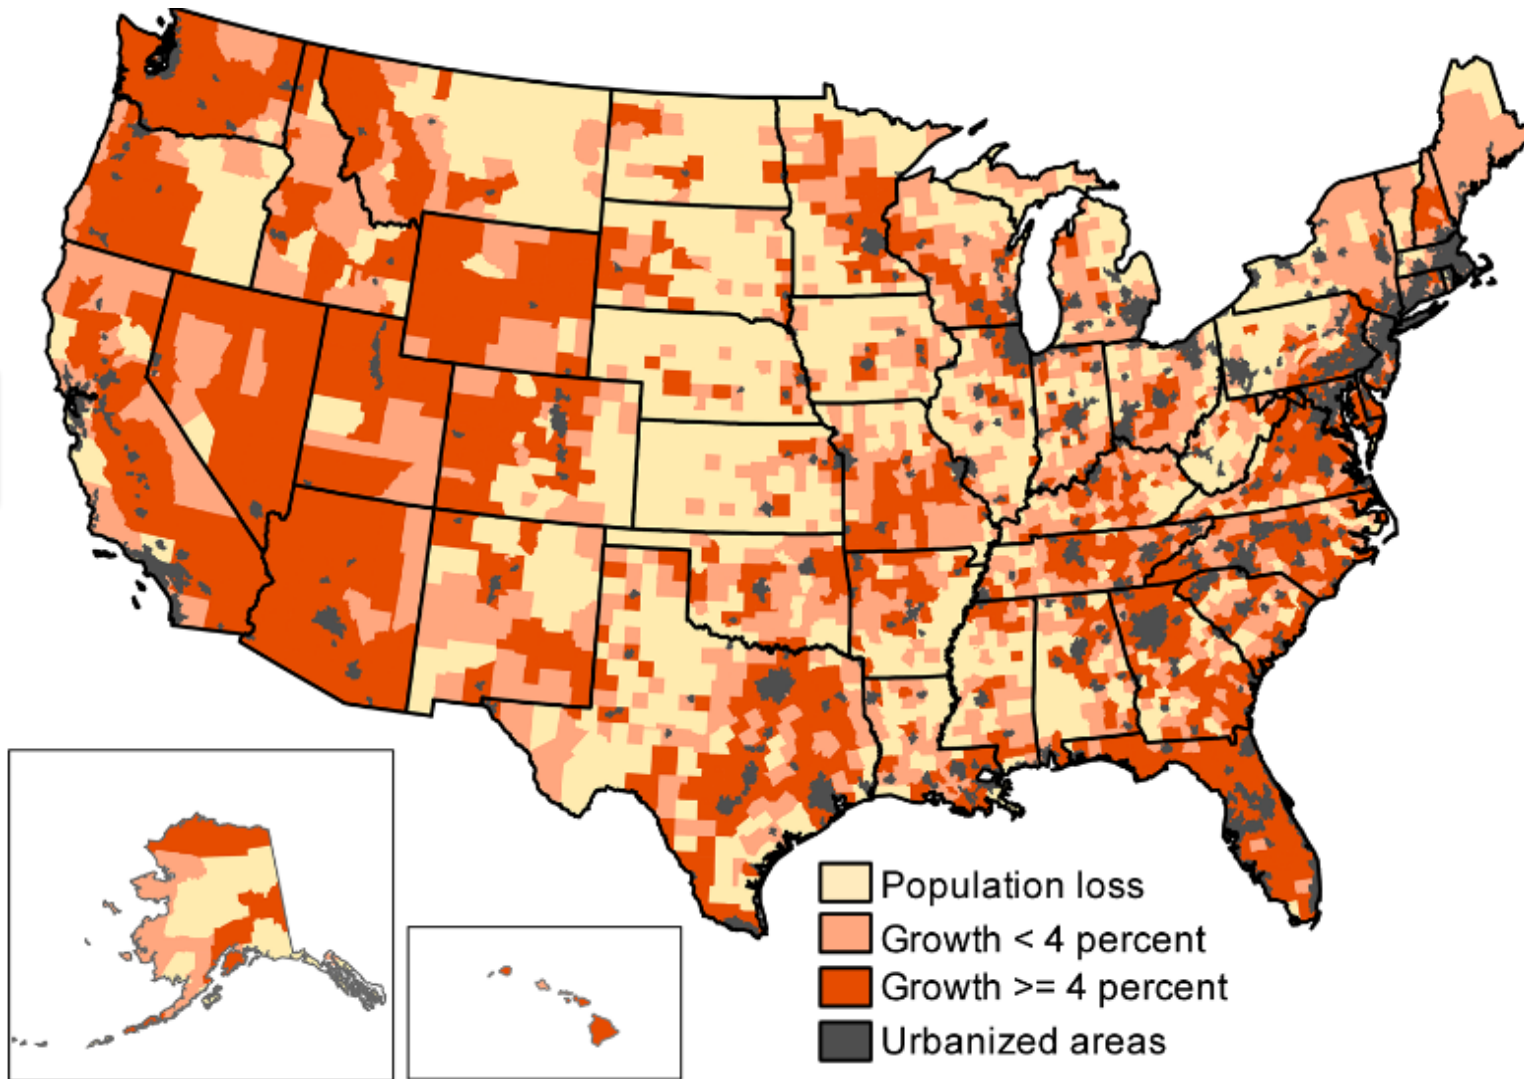 Population loss
Growth < 4 percent
Growth >= 4 percent
Urbanized areas